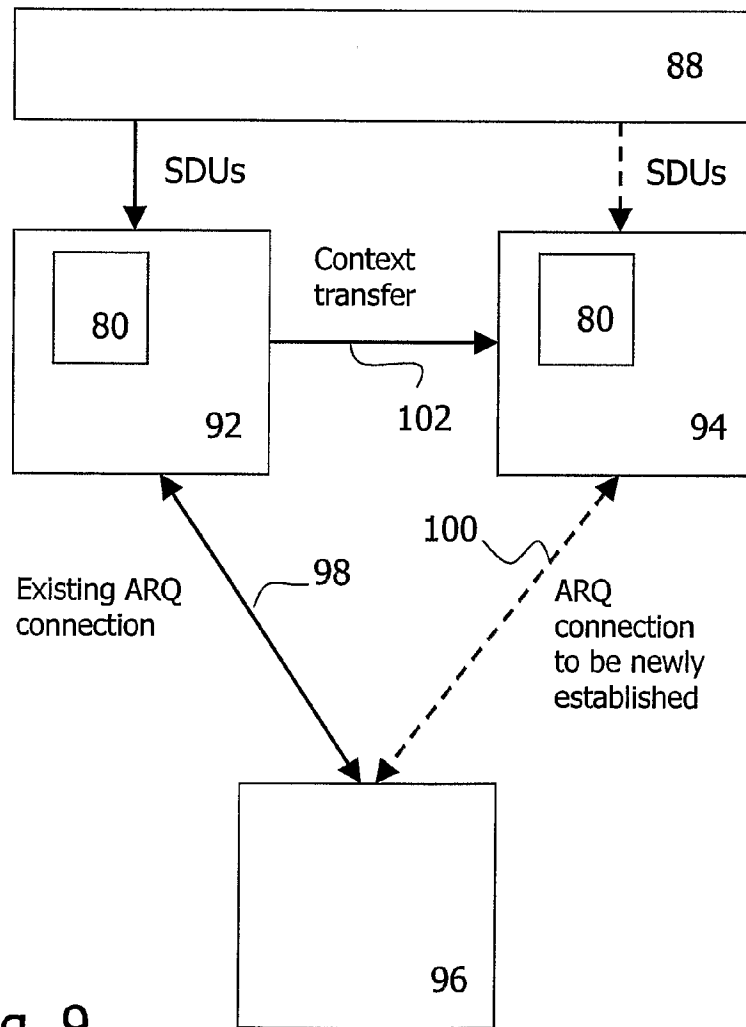 88
SDUs
SDUs
Context
transfer
80
80
92
102
94
100
98
Existing ARQ
connection
ARQ
connection
to be newly
established
96
9